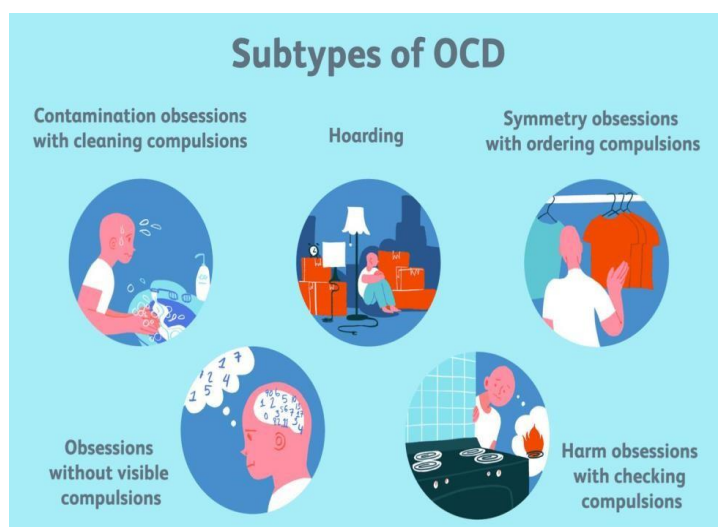 Subtypes of OCD
Contamination obsessions
with cleaning compulsions
Hoarding
Symmetry obsessions
with ordering compulsions
Obsessions
without visible
compulsions
Harm obsessions
with checking
compulsions